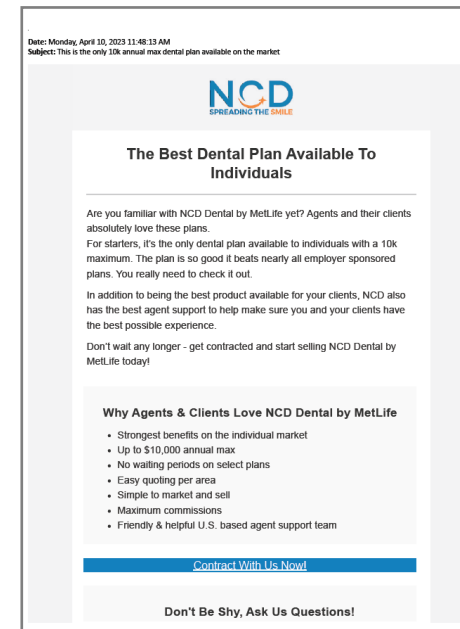 Date: Monday, April 10, 2023 11:48:13 AM
Subject: This is the only 10k annual max dental plan available on the market
NCD
SPREADING THE SMILE
The Best Dental Plan Available To
Individuals
Are you familiar with NCD Dental by MetLife yet? Agents and their clients
absolutely love these plans.
For starters, it's the only dental plan available to individuals with a 10k
maximum. The plan is so good it beats nearly all employer sponsored
plans. You really need to check it out.
In addition to being the best product available for your clients, NCD also
has the best agent support to help make sure you and your clients have
the best possible experience.
Don't wait any longer - get contracted and start selling NCD Dental by
MetLife today!
Why Agents & Clients Love NCD Dental by MetLife
• Strongest benefits on the individual market
• Up to $10,000 annual max
• No waiting periods on select plans
• Easy quoting per area
• Simple to market and sell
• Maximum commissions
• Friendly & helpful U.S. based agent support team
Contract With Us Now!
Don't Be Shy, Ask Us Questions!